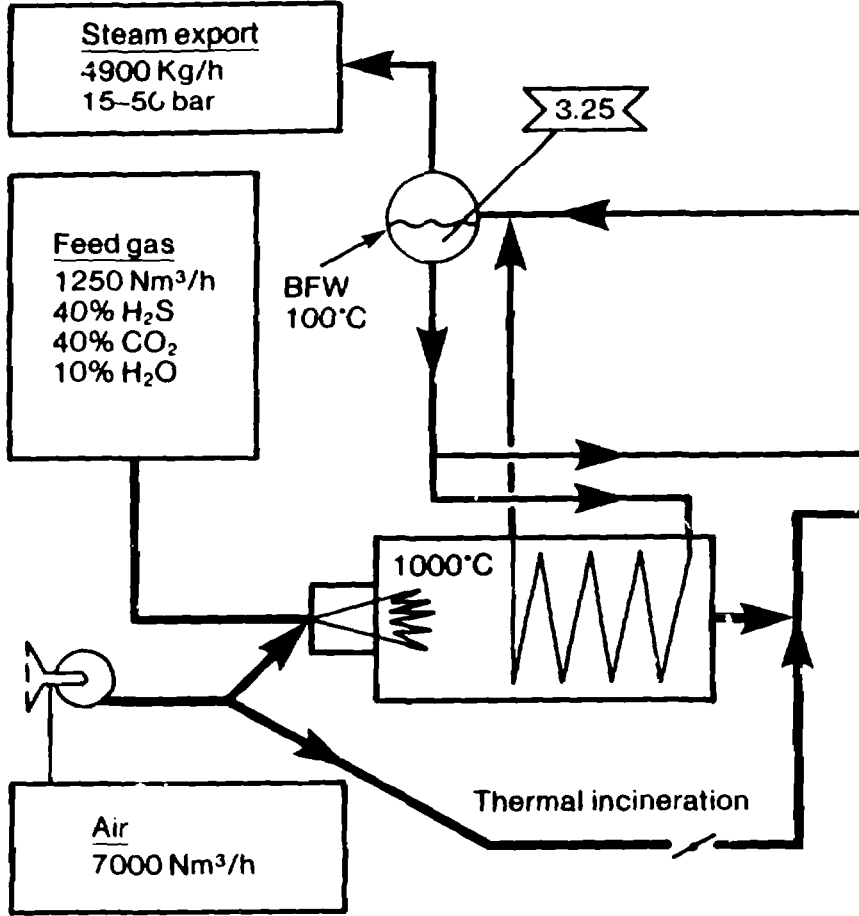 Steam export
4900 Kg/h
15-50 bar
3.25
Feed gas
1250 Nm³/h
40% H₂S
40% CO₂
10% H₂O
BFW
100°C
1000°C
Thermal incineration
Air
7000 Nm³/h